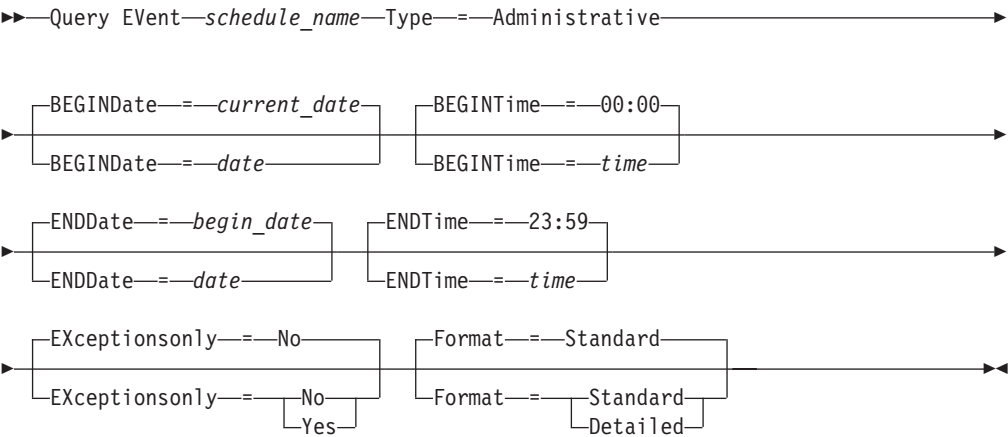 Query EVent schedule_name Type = Administrative
BEGINDate = current_date BEGINTime = 00:00
BEGINDate = date BEGINTime = time
ENDDate = begin_date ENDTime = 23:59
ENDDate = date ENDTime = time
EXceptionsonly = No Format = Standard
EXceptionsonly = No Format = Standard
Yes Detailed